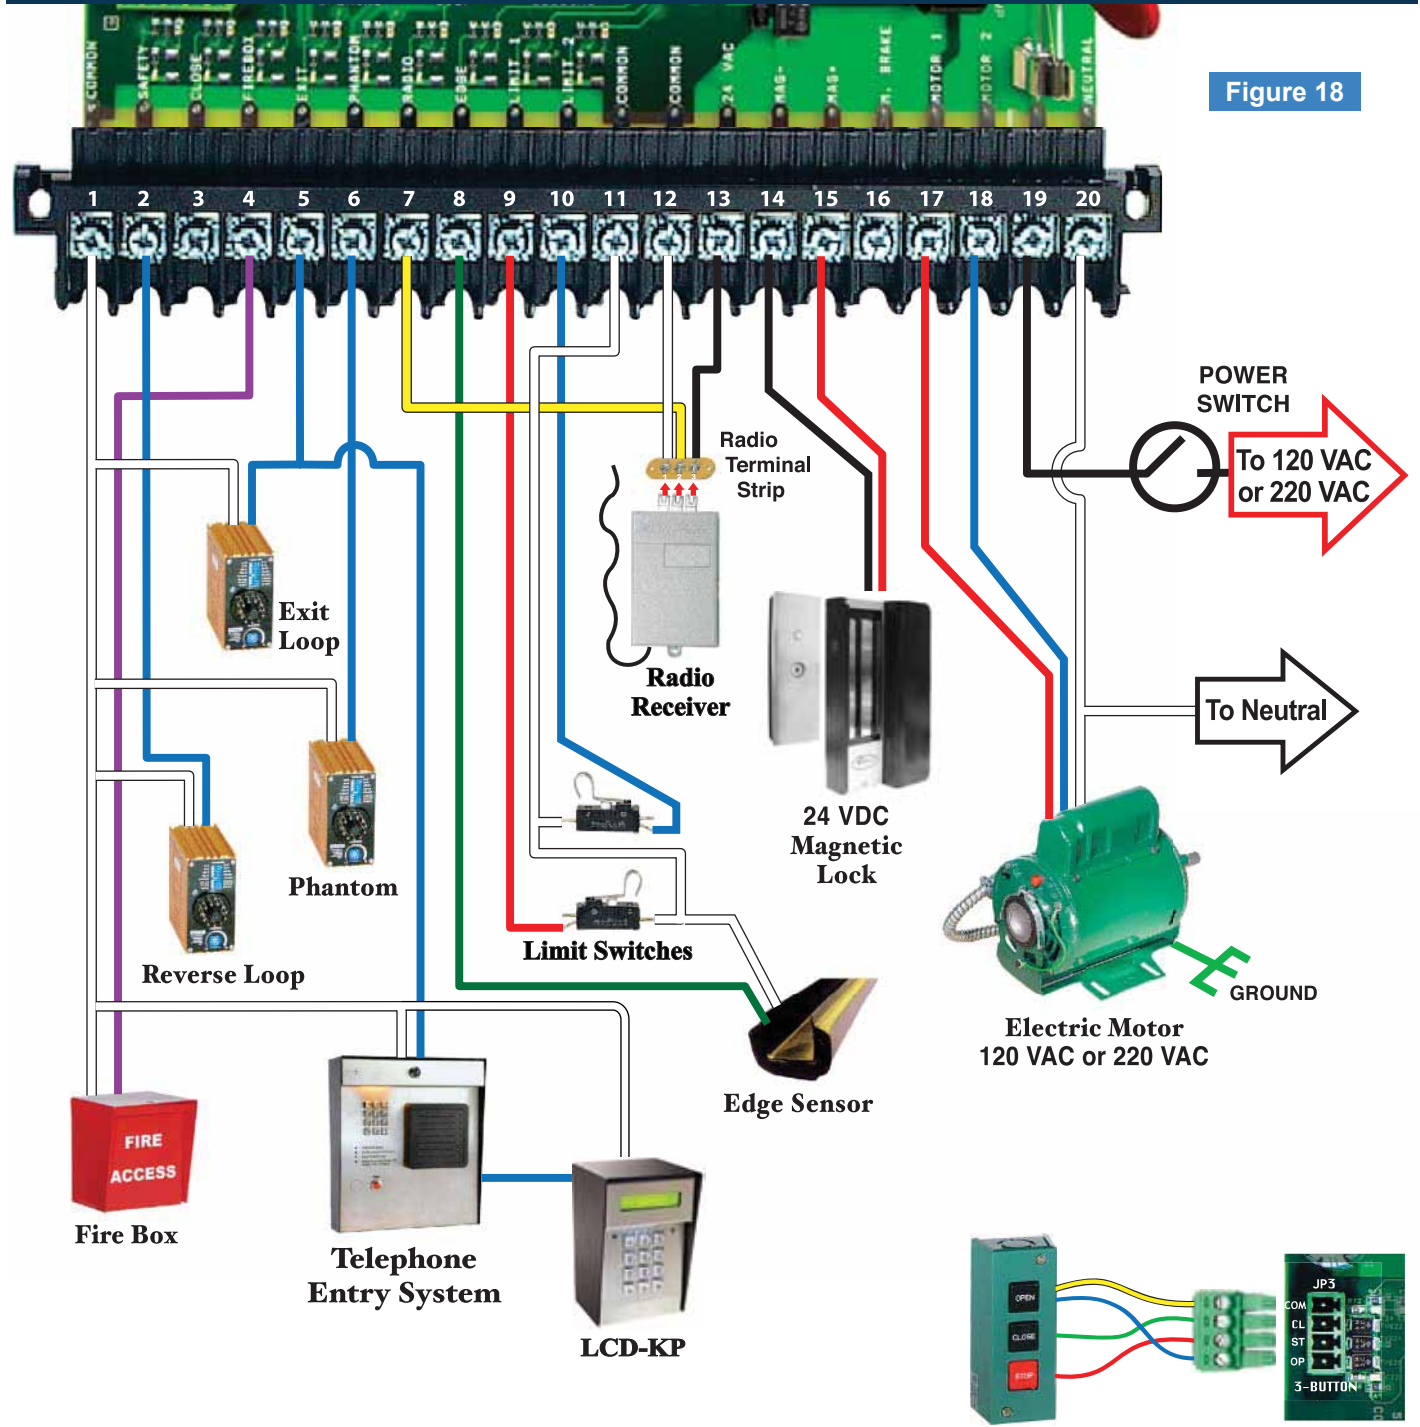 COMMON
SAFETY
CLOSE
FIREBOX
EXIT
PHANTOM
RADIO
EDGE
LIMIT 1
LIMIT 2
COMMON
COMMON
24 VAC
MAG-
MAG+
M. BRAKE
MOTOR 1
MOTOR 2
NEUTRAL
Figure 18
1 2 3 4 5 6 7 8 9 10 11 12 13 14 15 16 17 18 19 20
POWER
SWITCH
To 120 VAC
or 220 VAC
Radio
Terminal
Strip
Exit
Loop
Radio
Receiver
To Neutral
24 VDC
Magnetic
Lock
Phantom
Limit Switches
Reverse Loop
GROUND
Electric Motor
120 VAC or 220 VAC
Edge Sensor
FIRE
ACCESS
Fire Box
Telephone
Entry System
LCD-KP
OPEN
CLOSE
STOP
JP3
COM
CL
ST
OP
3-BUTTON